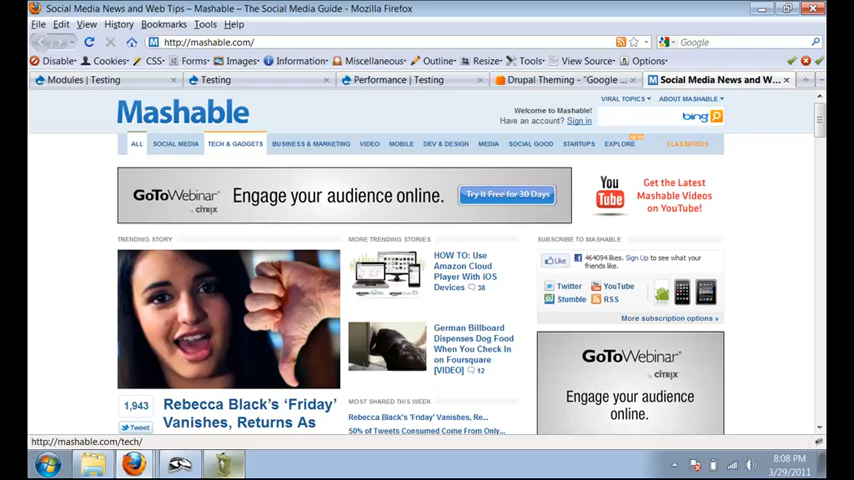 Social Media News and Web Tips – Mashable – The Social Media Guide - Mozilla Firefox
File Edit View History Bookmarks Tools Help
http://mashable.com/
Google
Disable Cookies CSS Forms Images Information Miscellaneous Outline Resize Tools View Source Options
Modules | Testing
Testing
Performance | Testing
Drupal Theming - "Google ...
Social Media News and W...
VIRAL TOPICS ABOUT MASHABLE
Mashable
Welcome to Mashable!
Have an account? Sign in
bing
NEW
ALL SOCIAL MEDIA TECH & GADGETS BUSINESS & MARKETING VIDEO MOBILE DEV & DESIGN MEDIA SOCIAL GOOD STARTUPS EXPLORE CLASSIFIEDS
GoToWebinar
by CITRIX
Engage your audience online.
Try It Free for 30 Days
You Tube
Get the Latest
Mashable Videos
on YouTube!
TRENDING STORY
MORE TRENDING STORIES
SUBSCRIBE TO MASHABLE
HOW TO: Use
Amazon Cloud
Player With iOS
Devices 38
Like
464094 likes. Sign Up to see what your
friends like.
Twitter YouTube
Stumble RSS
More subscription options »
German Billboard
Dispenses Dog Food
When You Check In
on Foursquare
[VIDEO] 12
GoToWebinar
by CITRIX
Engage your audience
online.
1,943
Tweet
Rebecca Black's 'Friday'
Vanishes, Returns As
MOST SHARED THIS WEEK
Rebecca Black's 'Friday' Vanishes, Re...
50% of Tweets Consumed Come From Only...
http://mashable.com/tech/
8:08 PM
3/29/2011